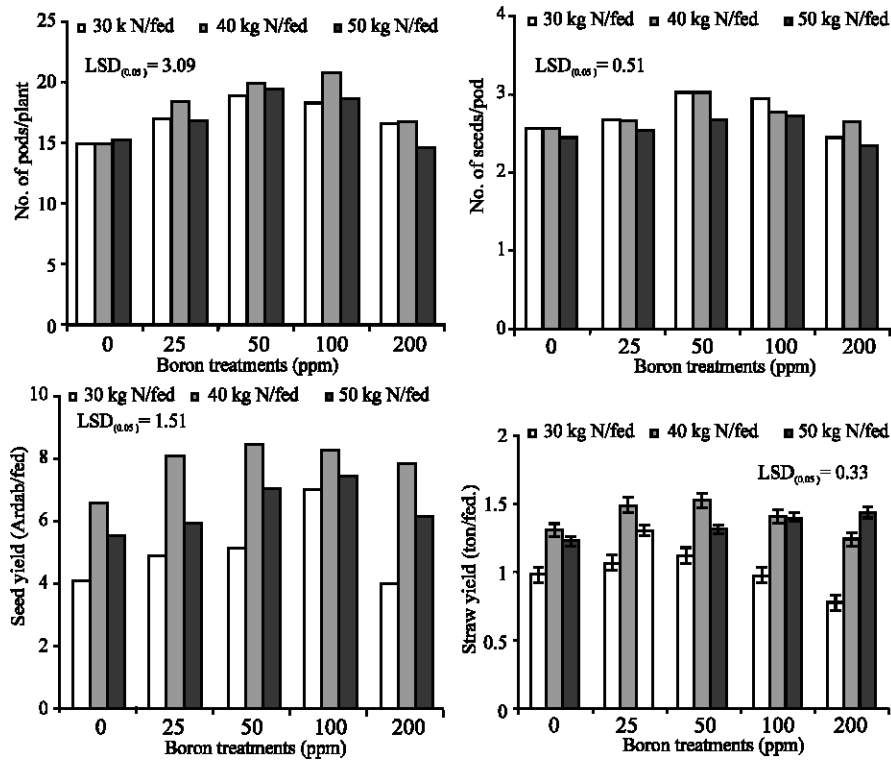 25
20
15
10
5
0
No. of pods/plant
30 k N/fed 40 kg N/fed 50 kg N/fed
LSD(0.05) = 3.09
0 25 50 100 200
Boron treatments (ppm)
4
3
2
1
0
No. of seeds/pod
30 kg N/fed 40 kg N/fed 50 kg N/fed
LSD(0.05) = 0.51
0 25 50 100 200
Boron treatments (ppm)
30 kg N/fed 40 kg N/fed 50 kg N/fed
10
8
6
4
2
0
Seed yield (Ardab/fed)
LSD(0.05)= 1.51
0 25 50 100 200
Boron treatments (ppm)
30 kg N/fed 40 kg N/fed 50 kg N/fed
2
1.5
1
0.5
0
Straw yield (ton/fed.)
LSD(0.05)= 0.33
0 25 50 100 200
Boron treatments (ppm)